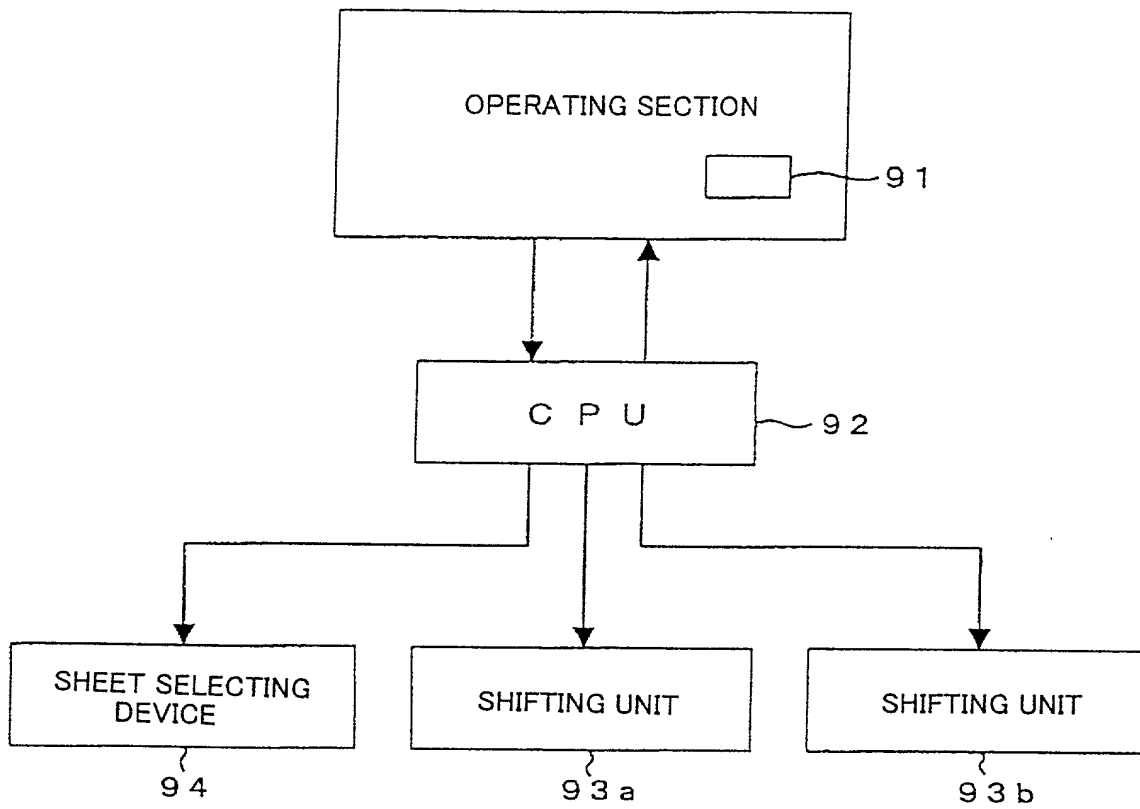 OPERATING SECTION
91
CPU
92
SHEET SELECTING
DEVICE
SHIFTING UNIT
SHIFTING UNIT
94
93a
93b